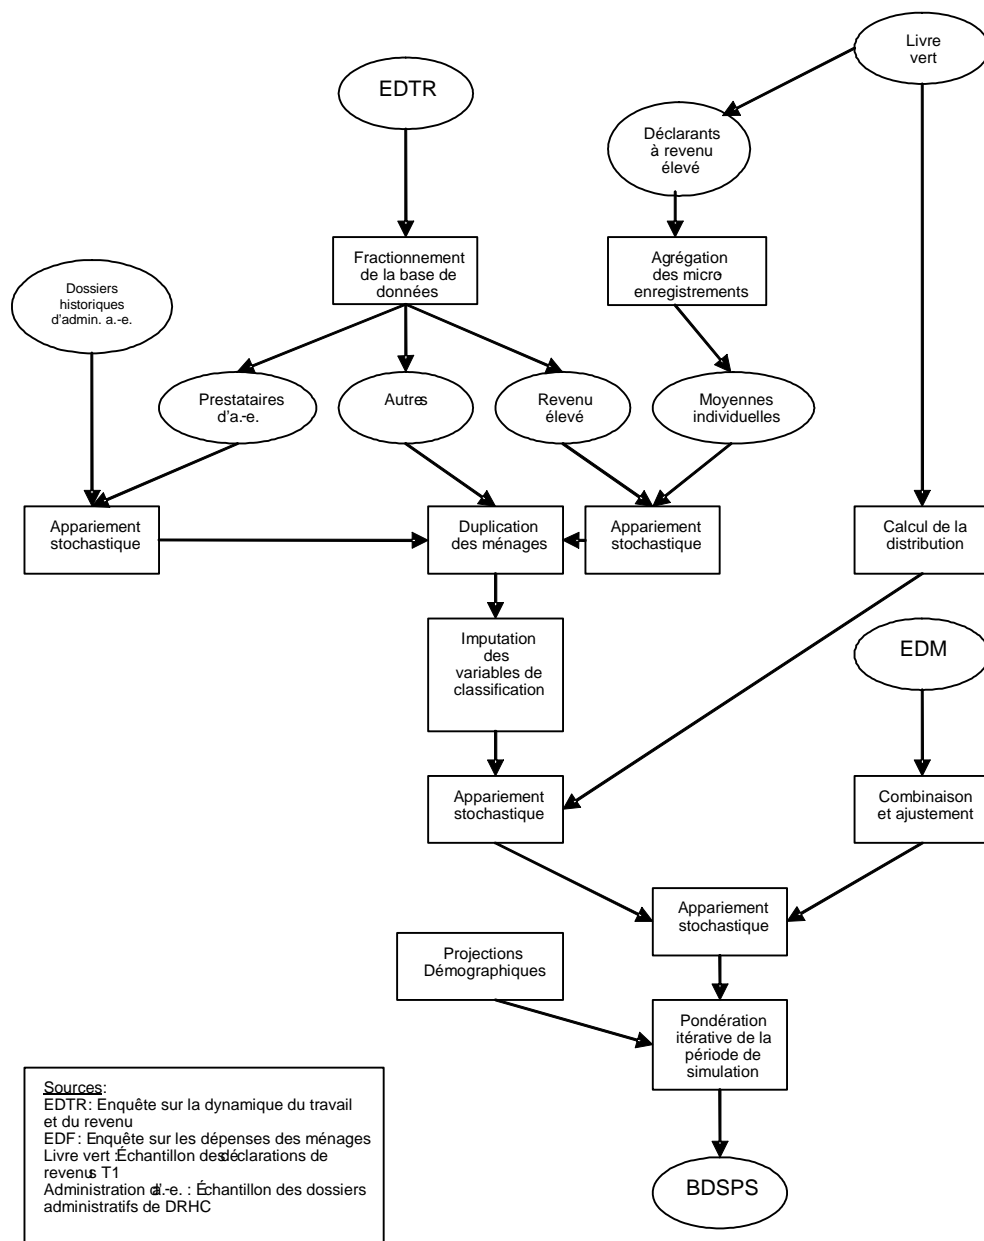 Livre
vert
EDTR
Déclarants
à revenu
élevé
Fractionnement
de la base de
données
Agrégation
des micro-
enregistrements
Dossiers
historiques
d'admin. a.-e.
Prestataires
d'a.-e.
Autres
Revenu
élevé
Moyennes
individuelles
Appariement
stochastique
Duplication
des ménages
Appariement
stochastique
Calcul de la
distribution
Imputation
des
variables de
classification
EDM
Appariement
stochastique
Combinaison
et ajustement
Appariement
stochastique
Projections
Démographiques
Pondération
itérative de la
période de
simulation
Sources:
EDTR: Enquête sur la dynamique du travail
et du revenu
EDF: Enquête sur les dépenses des ménages
Livre vert :Échantillon des déclarations de
revenus T1
Administration d'a.-e. : Échantillon des dossiers
administratifs de DRHC
BDSPS